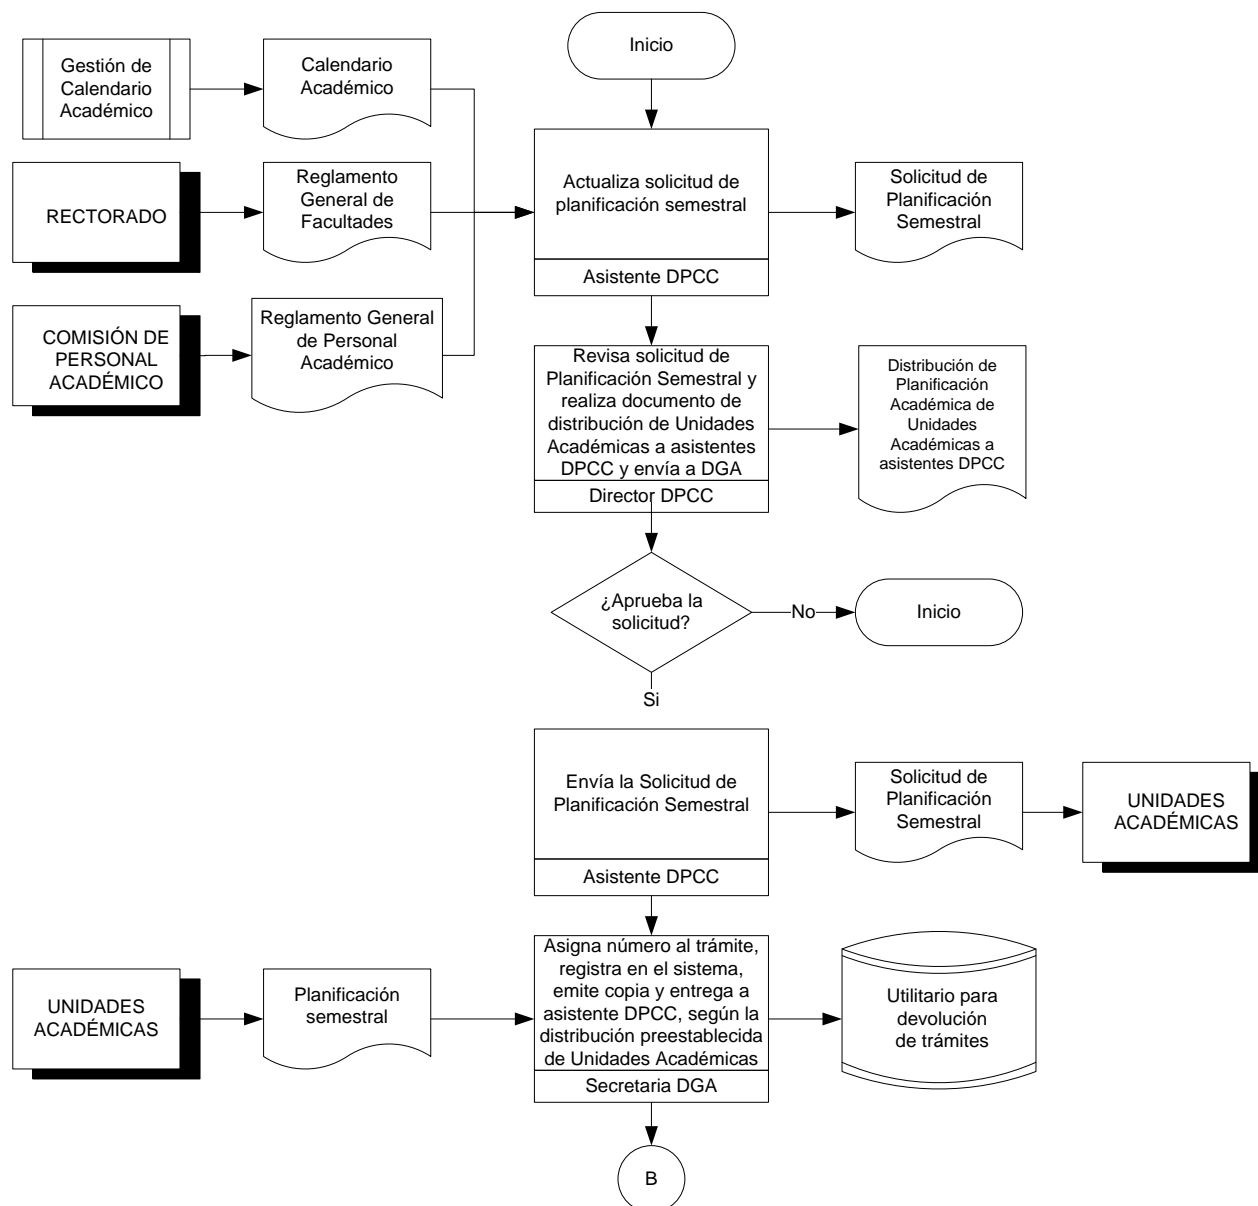 Inicio
Gestión de
Calendario
Académico
Calendario
Académico
RECTORADO
Reglamento
General de
Facultades
Actualiza solicitud de
planificación semestral
Asistente DPCC
Solicitud de
Planificación
Semestral
COMISIÓN DE
PERSONAL
ACADÉMICO
Reglamento General
de Personal
Académico
Revisa solicitud de
Planificación Semestral y
realiza documento de
distribución de Unidades
Académicas a asistentes
DPCC y envía a DGA
Director DPCC
Distribución de
Planificación
Académica de
Unidades
Académicas a
asistentes DPCC
¿Aprueba la
solicitud?
No
Inicio
Si
Envía la Solicitud de
Planificación Semestral
Asistente DPCC
Solicitud de
Planificación
Semestral
UNIDADES
ACADÉMICAS
UNIDADES
ACADÉMICAS
Planificación
semestral
Asigna número al trámite,
registra en el sistema,
emite copia y entrega a
asistente DPCC, según la
distribución preestablecida
de Unidades Académicas
Secretaria DGA
Utilitario para
devolución
de trámites
B